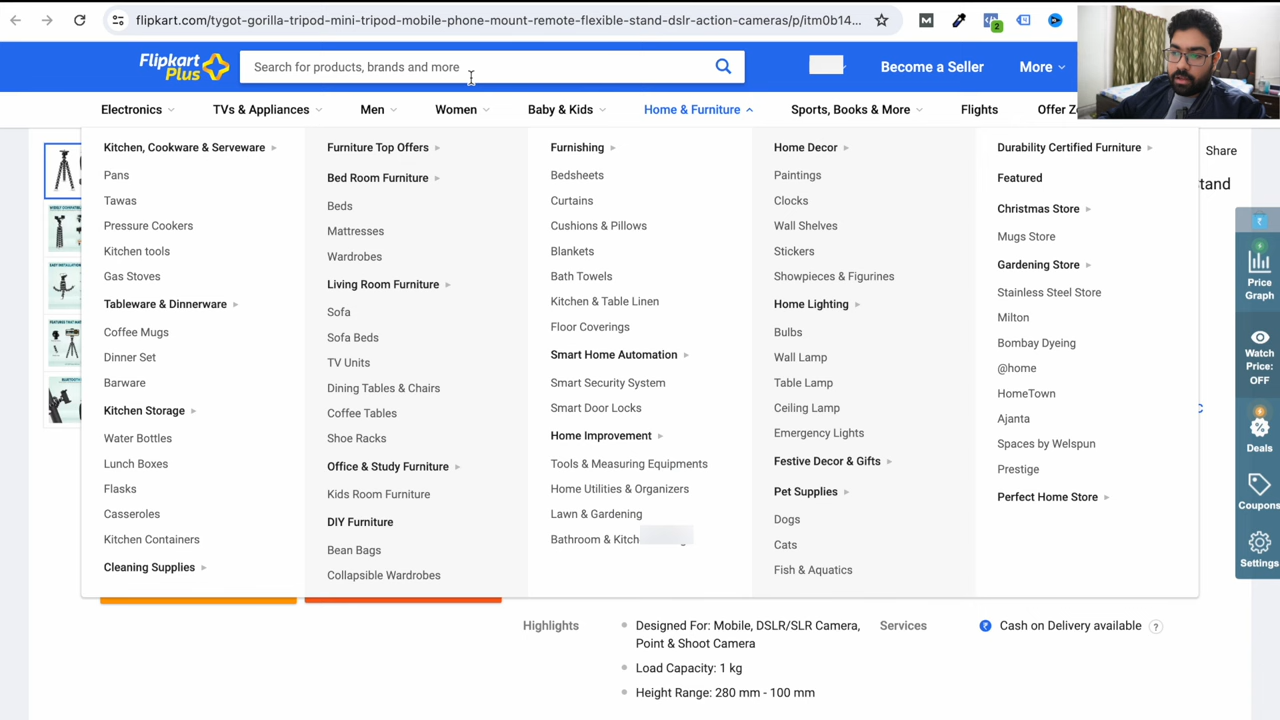 flipkart.com/tygot-gorilla-tripod-mini-tripod-mobile-phone-mount-remote-flexible-stand-dslr-action-cameras/p/itm0b14...
2
Flipkart
Plus
Search for products, brands and more
Become a Seller
More
Electronics
TVs & Appliances
Men
Women
Baby & Kids
Home & Furniture
Sports, Books & More
Flights
Offer Z
Kitchen, Cookware & Serveware
Pans
Tawas
Pressure Cookers
Kitchen tools
Gas Stoves
Tableware & Dinnerware
Coffee Mugs
Dinner Set
Barware
Kitchen Storage
Water Bottles
Lunch Boxes
Flasks
Casseroles
Kitchen Containers
Cleaning Supplies
Furniture Top Offers
Bed Room Furniture
Beds
Mattresses
Wardrobes
Living Room Furniture
Sofa
Sofa Beds
TV Units
Dining Tables & Chairs
Coffee Tables
Shoe Racks
Office & Study Furniture
Kids Room Furniture
DIY Furniture
Bean Bags
Collapsible Wardrobes
Furnishing
Bedsheets
Curtains
Cushions & Pillows
Blankets
Bath Towels
Kitchen & Table Linen
Floor Coverings
Smart Home Automation
Smart Security System
Smart Door Locks
Home Improvement
Tools & Measuring Equipments
Home Utilities & Organizers
Lawn & Gardening
Bathroom & Kitch
Home Decor
Paintings
Clocks
Wall Shelves
Stickers
Showpieces & Figurines
Home Lighting
Bulbs
Wall Lamp
Table Lamp
Ceiling Lamp
Emergency Lights
Festive Decor & Gifts
Pet Supplies
Dogs
Cats
Fish & Aquatics
Durability Certified Furniture
Featured
Christmas Store
Mugs Store
Gardening Store
Stainless Steel Store
Milton
Bombay Dyeing
@home
HomeTown
Ajanta
Spaces by Welspun
Prestige
Perfect Home Store
Share
tand
Price
Graph
Watch
Price:
OFF
Deals
Coupons
Settings
Highlights
Designed For: Mobile, DSLR/SLR Camera,
Point & Shoot Camera
Load Capacity: 1 kg
Height Range: 280 mm - 100 mm
Services
Cash on Delivery available ?